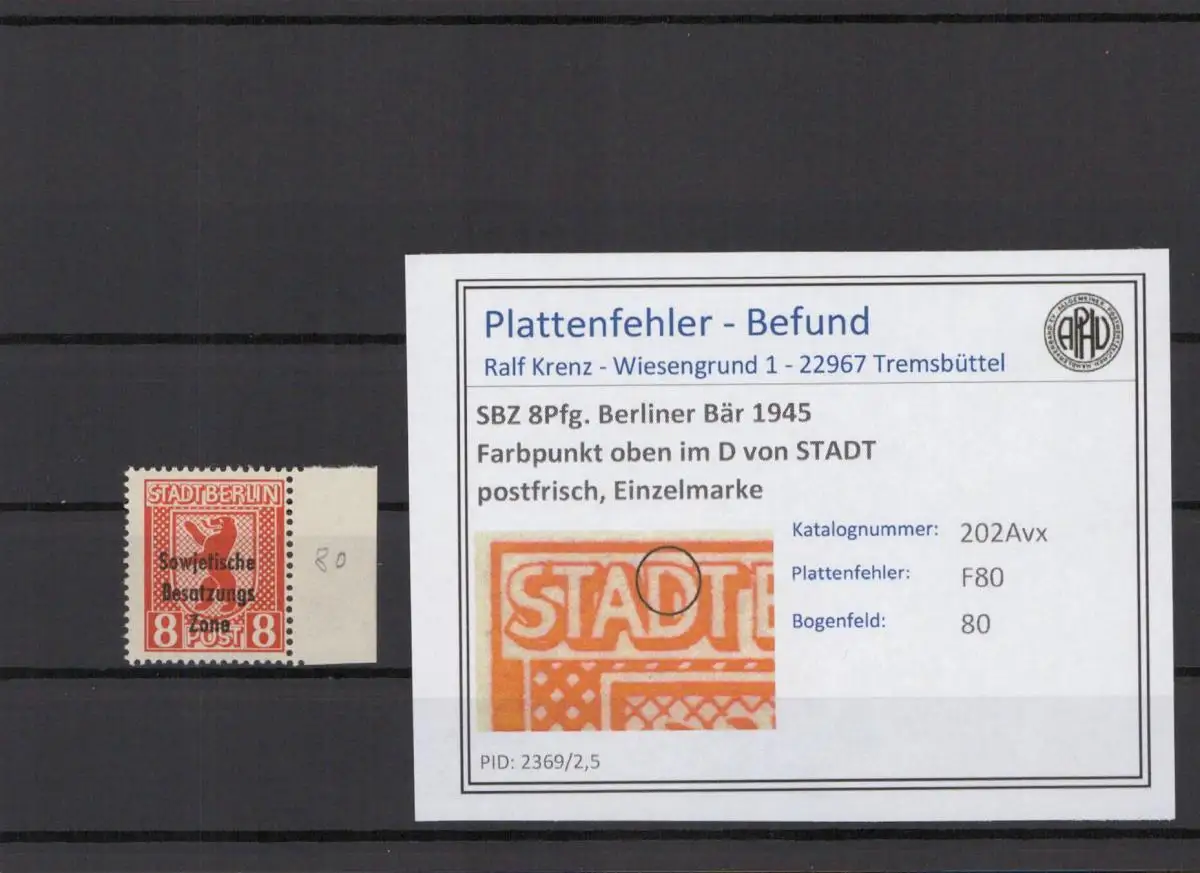 STADT BERLIN
Sowjetische
Besatzungs
Zone
8 POST 8
80
Plattenfehler - Befund
Ralf Krenz - Wiesengrund 1 - 22967 Tremsbüttel
APHV
SBZ 8Pfg. Berliner Bär 1945
Farbpunkt oben im D von STADT
postfrisch, Einzelmarke
STADT
Katalognummer: 202Avx
Plattenfehler: F80
Bogenfeld: 80
PID: 2369/2,5